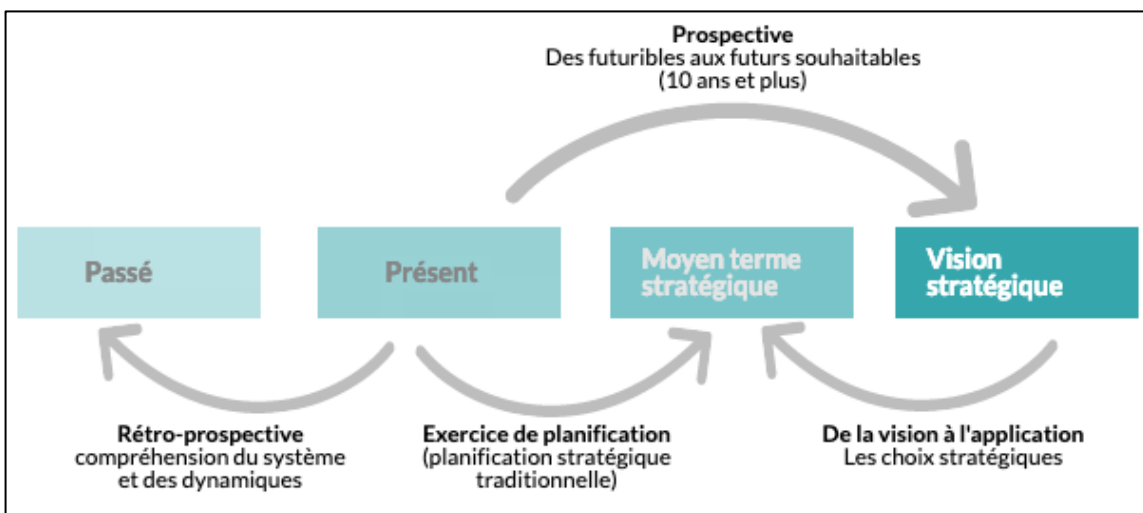 Prospective
Des futuribles aux futurs souhaitables
(10 ans et plus)
Passé
Présent
Moyen terme
stratégique
Vision
stratégique
Rétro-prospective
compréhension du système
et des dynamiques
Exercice de planification
(planification stratégique
traditionnelle)
De la vision à l'application
Les choix stratégiques